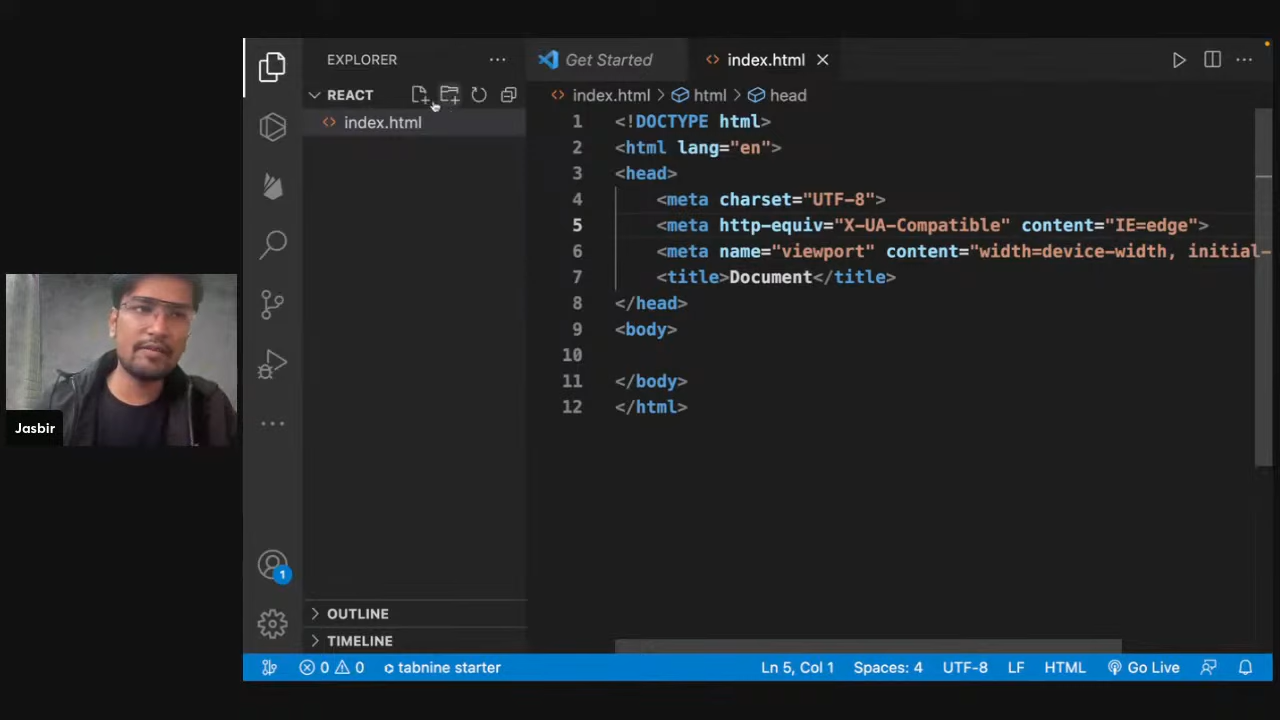 EXPLORER
Get Started
index.html
REACT
index.html
index.html > html > head
1 <!DOCTYPE html>
2 <html lang="en">
3 <head>
4 <meta charset="UTF-8">
5 <meta http-equiv="X-UA-Compatible" content="IE=edge">
6 <meta name="viewport" content="width=device-width, initial-
7 <title>Document</title>
8 </head>
9 <body>
10
11 </body>
12 </html>
Jasbir
1
OUTLINE
TIMELINE
0 0 tabnine starter Ln 5, Col 1 Spaces: 4 UTF-8 LF HTML Go Live